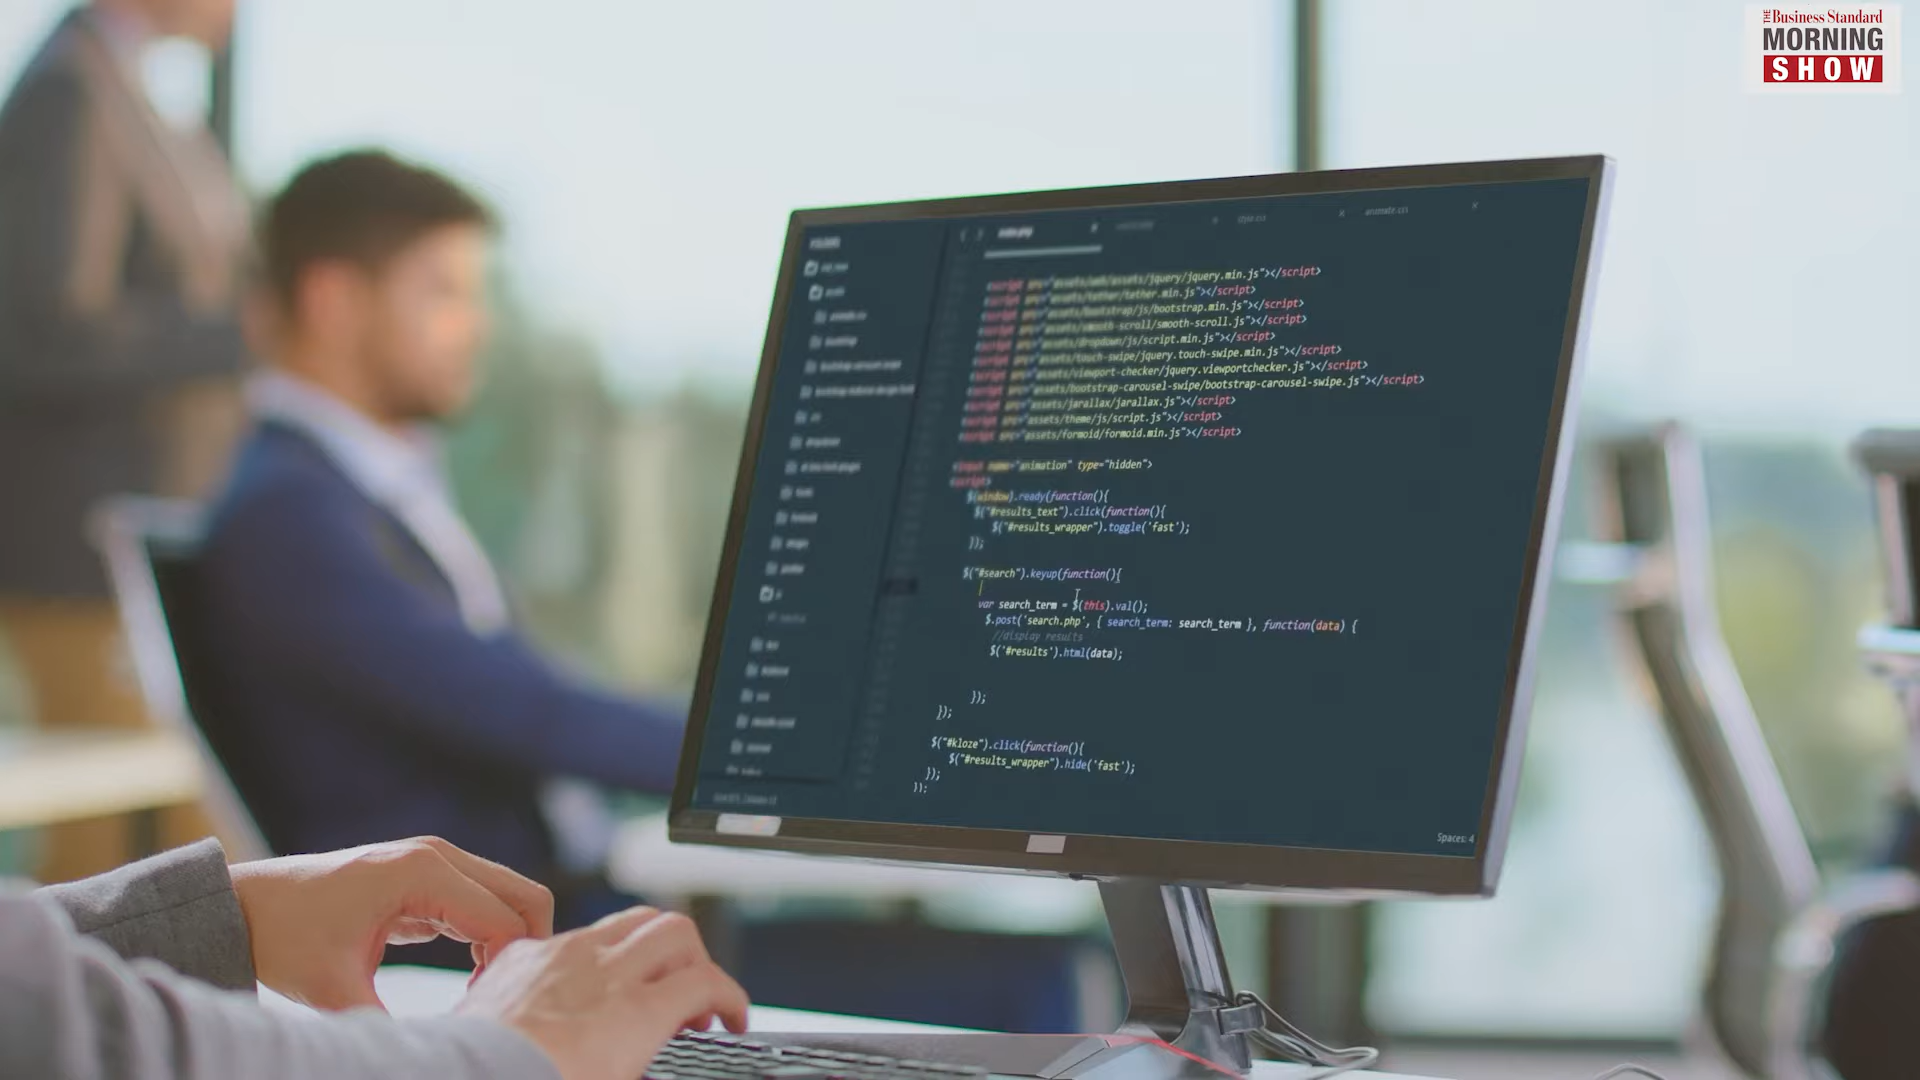 THE Business Standard
MORNING
SHOW
FOLDERS
index.php
style.css
animate.css
<script src="assets/web/assets/jquery/jquery.min.js"></script>
<script src="assets/tether/tether.min.js"></script>
<script src="assets/bootstrap/js/bootstrap.min.js"></script>
<script src="assets/smooth-scroll/smooth-scroll.js"></script>
<script src="assets/dropdown/js/script.min.js"></script>
<script src="assets/touch-swipe/jquery.touch-swipe.min.js"></script>
<script src="assets/viewport-checker/jquery.viewportchecker.js"></script>
<script src="assets/bootstrap-carousel-swipe/bootstrap-carousel-swipe.js"></script>
<script src="assets/jarallax/jarallax.js"></script>
<script src="assets/theme/js/script.js"></script>
<script src="assets/formoid/formoid.min.js"></script>
<input name="animation" type="hidden">
<script>
$(window).ready(function(){
$("#results_text").click(function(){
$("#results_wrapper").toggle('fast');
});
$("#search").keyup(function(){
var search_term = $(this).val();
$.post('search.php', { search_term: search_term }, function(data) {
//display results
$('#results').html(data);
});
});
$("#kloze").click(function(){
$("#results_wrapper").hide('fast');
});
});
Spaces: 4